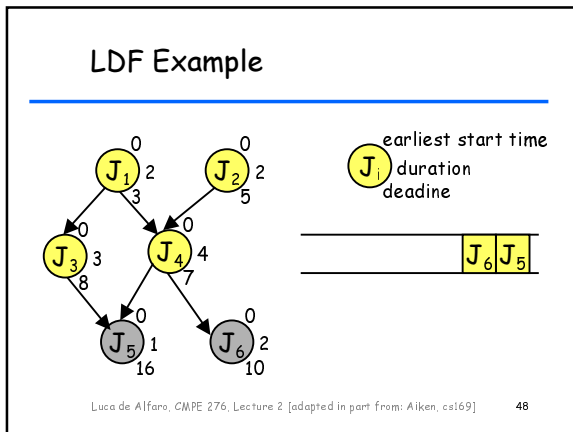 LDF Example
0
J1 2
3
0
J2 2
5
earliest start time
Ji duration
deadine
0
J3 3
8
0
J4 4
7
J6 J5
0
J5 1
16
0
J6 2
10
Luca de Alfaro, CMPE 276, Lecture 2 [adapted in part from: Aiken, cs169]
48